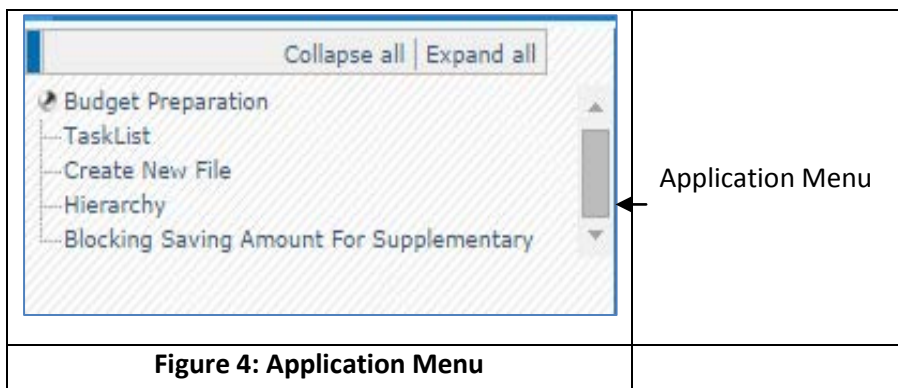 Collapse all | Expand all
Budget Preparation
TaskList
Create New File
Hierarchy
Blocking Saving Amount For Supplementary
Application Menu
Figure 4: Application Menu